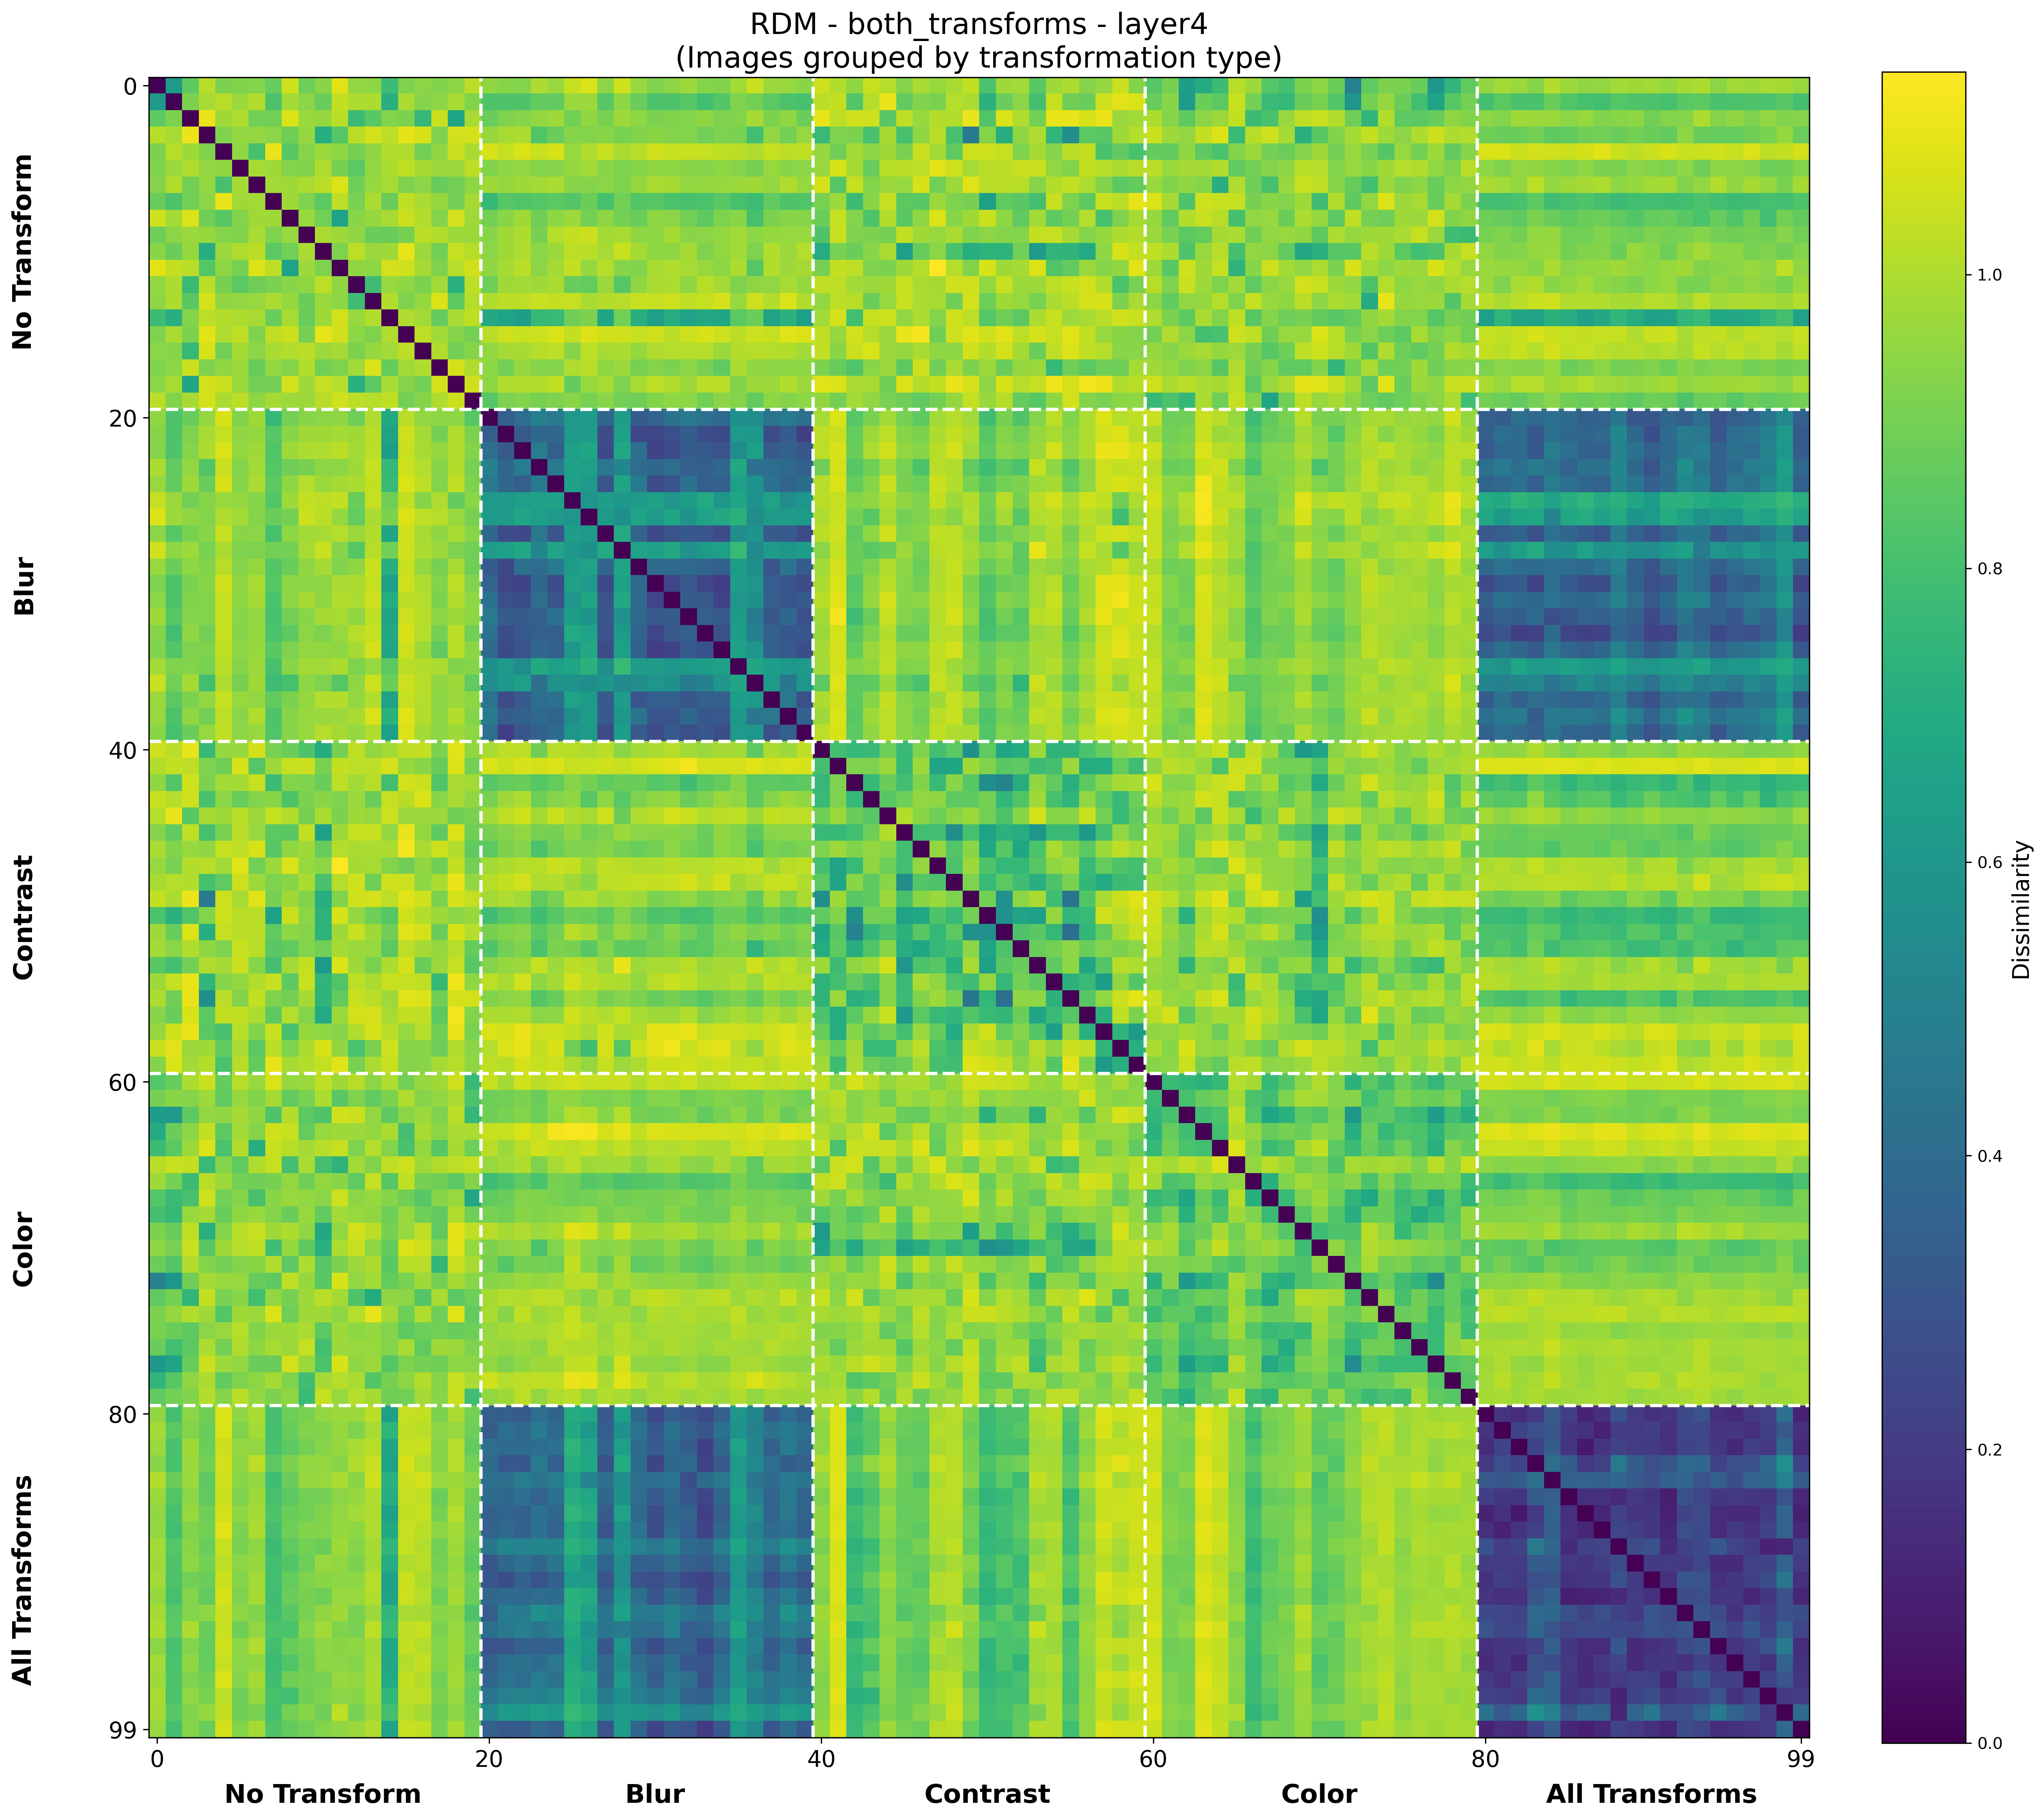 RDM - both_transforms - layer4
(Images grouped by transformation type)
0
20
40
60
80
99
No Transform
Blur
Contrast
Color
All Transforms
0
20
40
60
80
99
No Transform
Blur
Contrast
Color
All Transforms
1.0
0.8
0.6
0.4
0.2
0.0
Dissimilarity